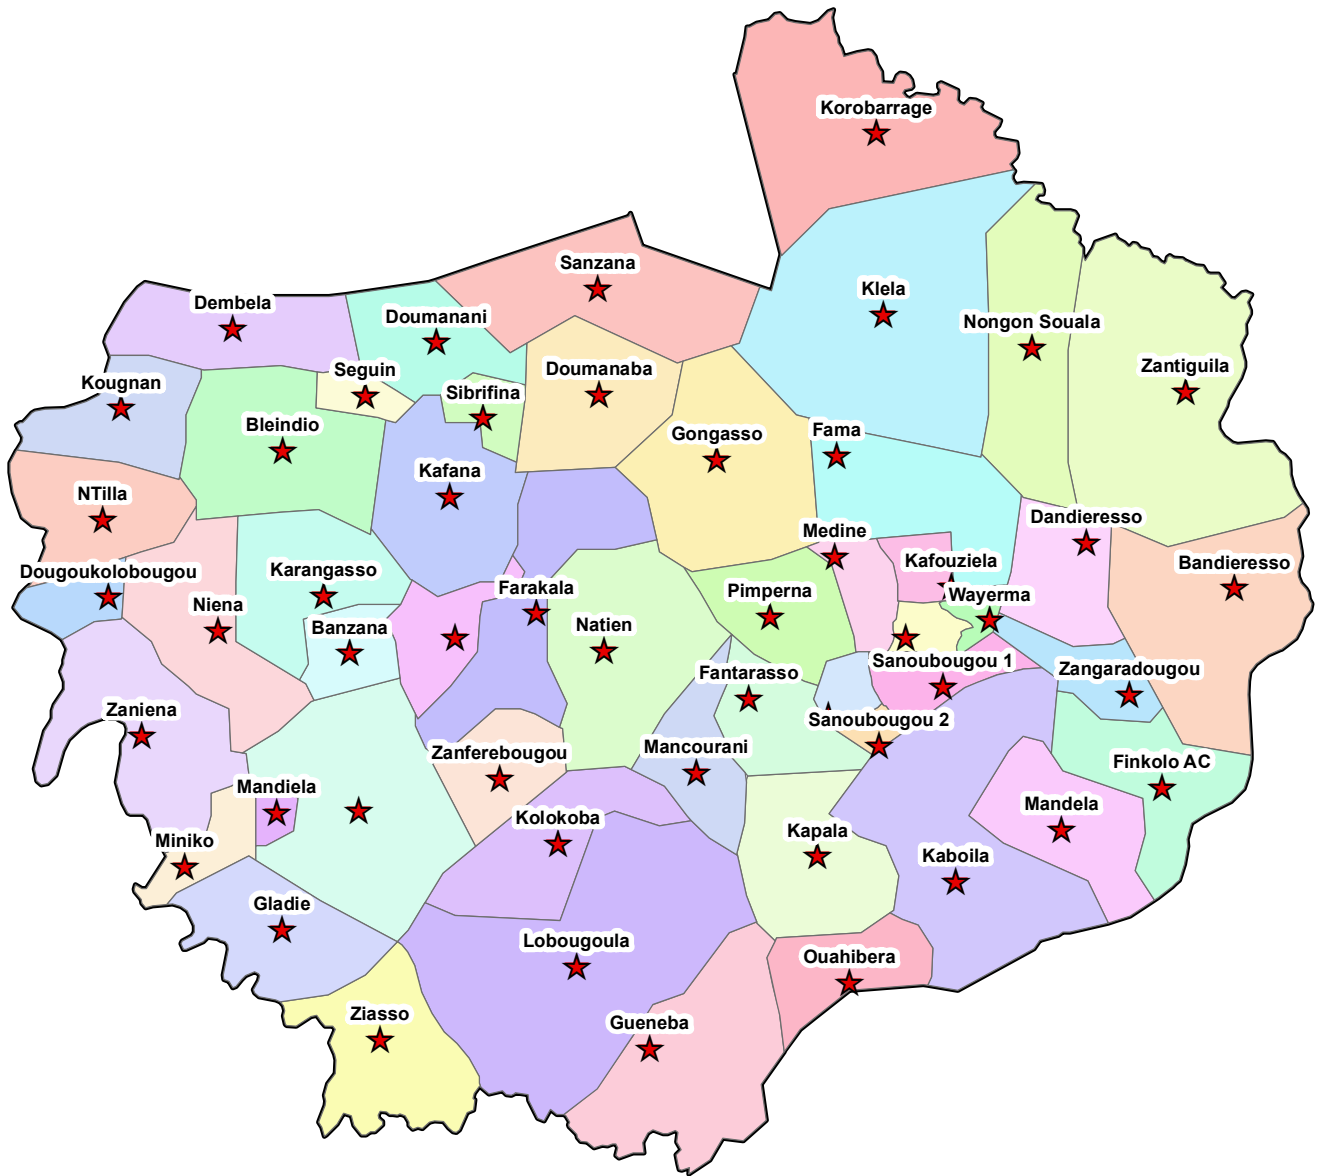 Korobarrage
Sanzana
Klela
Dembela
Doumanani
Nongon Souala
Zantiguila
Seguin
Doumanaba
Kougnan
Sibrifina
Bleindio
Gongasso
Fama
Kafana
NTilla
Dandieresso
Medine
Kafouziela
Bandieresso
Dougoukolobougou
Karangasso
Farakala
Pimperna
Wayerma
Niena
Banzana
Natien
Sanoubougou 1
Fantarasso
Zangaradougou
Zaniena
Sanoubougou 2
Zanferebougou
Mancourani
Finkolo AC
Mandiela
Mandela
Kolokoba
Kapala
Miniko
Kaboila
Gladie
Lobougoula
Ouahibera
Ziasso
Gueneba